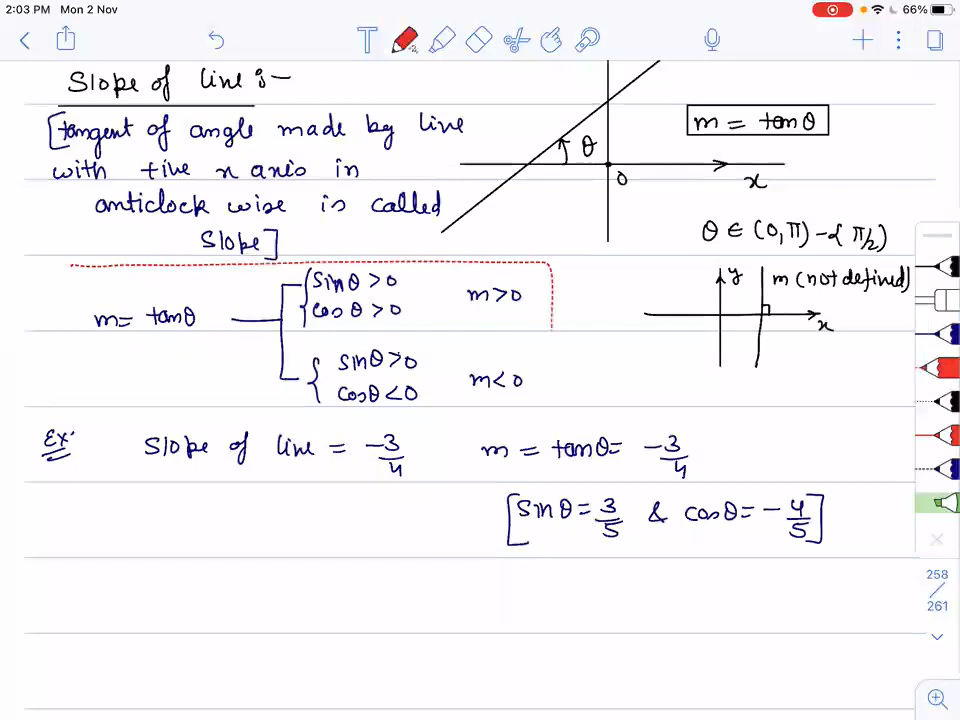 2:03 PM Mon 2 Nov
66%
Slope of line :-
[tangent of angle made by line
with +ive x axis in
anticlock wise is called
slope]
m = tanθ
θ
0
x
θ ∈ (0, π) - {π/2}
y
m (not defined)
x
m = tanθ
sinθ > 0
cosθ > 0
m > 0
sinθ > 0
cosθ < 0
m < 0
Ex:
Slope of line = -3/4
m = tanθ = -3/4
[sinθ = 3/5 & cosθ = -4/5]
258
/
261